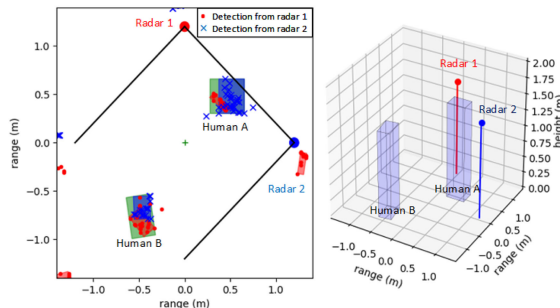 Radar 1
Detection from radar 1
Detection from radar 2
1.0
0.5
0.0
−0.5
−1.0
range (m)
Human A
Radar 2
Human B
−1.0
−0.5
0.0
0.5
1.0
range (m)
Radar 1
Radar 2
Human A
Human B
2.00
1.75
1.50
1.25
1.00
0.75
0.50
0.25
0.00
height (m)
−1.0
−0.5
0.0
0.5
1.0
range (m)
1.0
0.5
0.0
−0.5
−1.0
range (m)